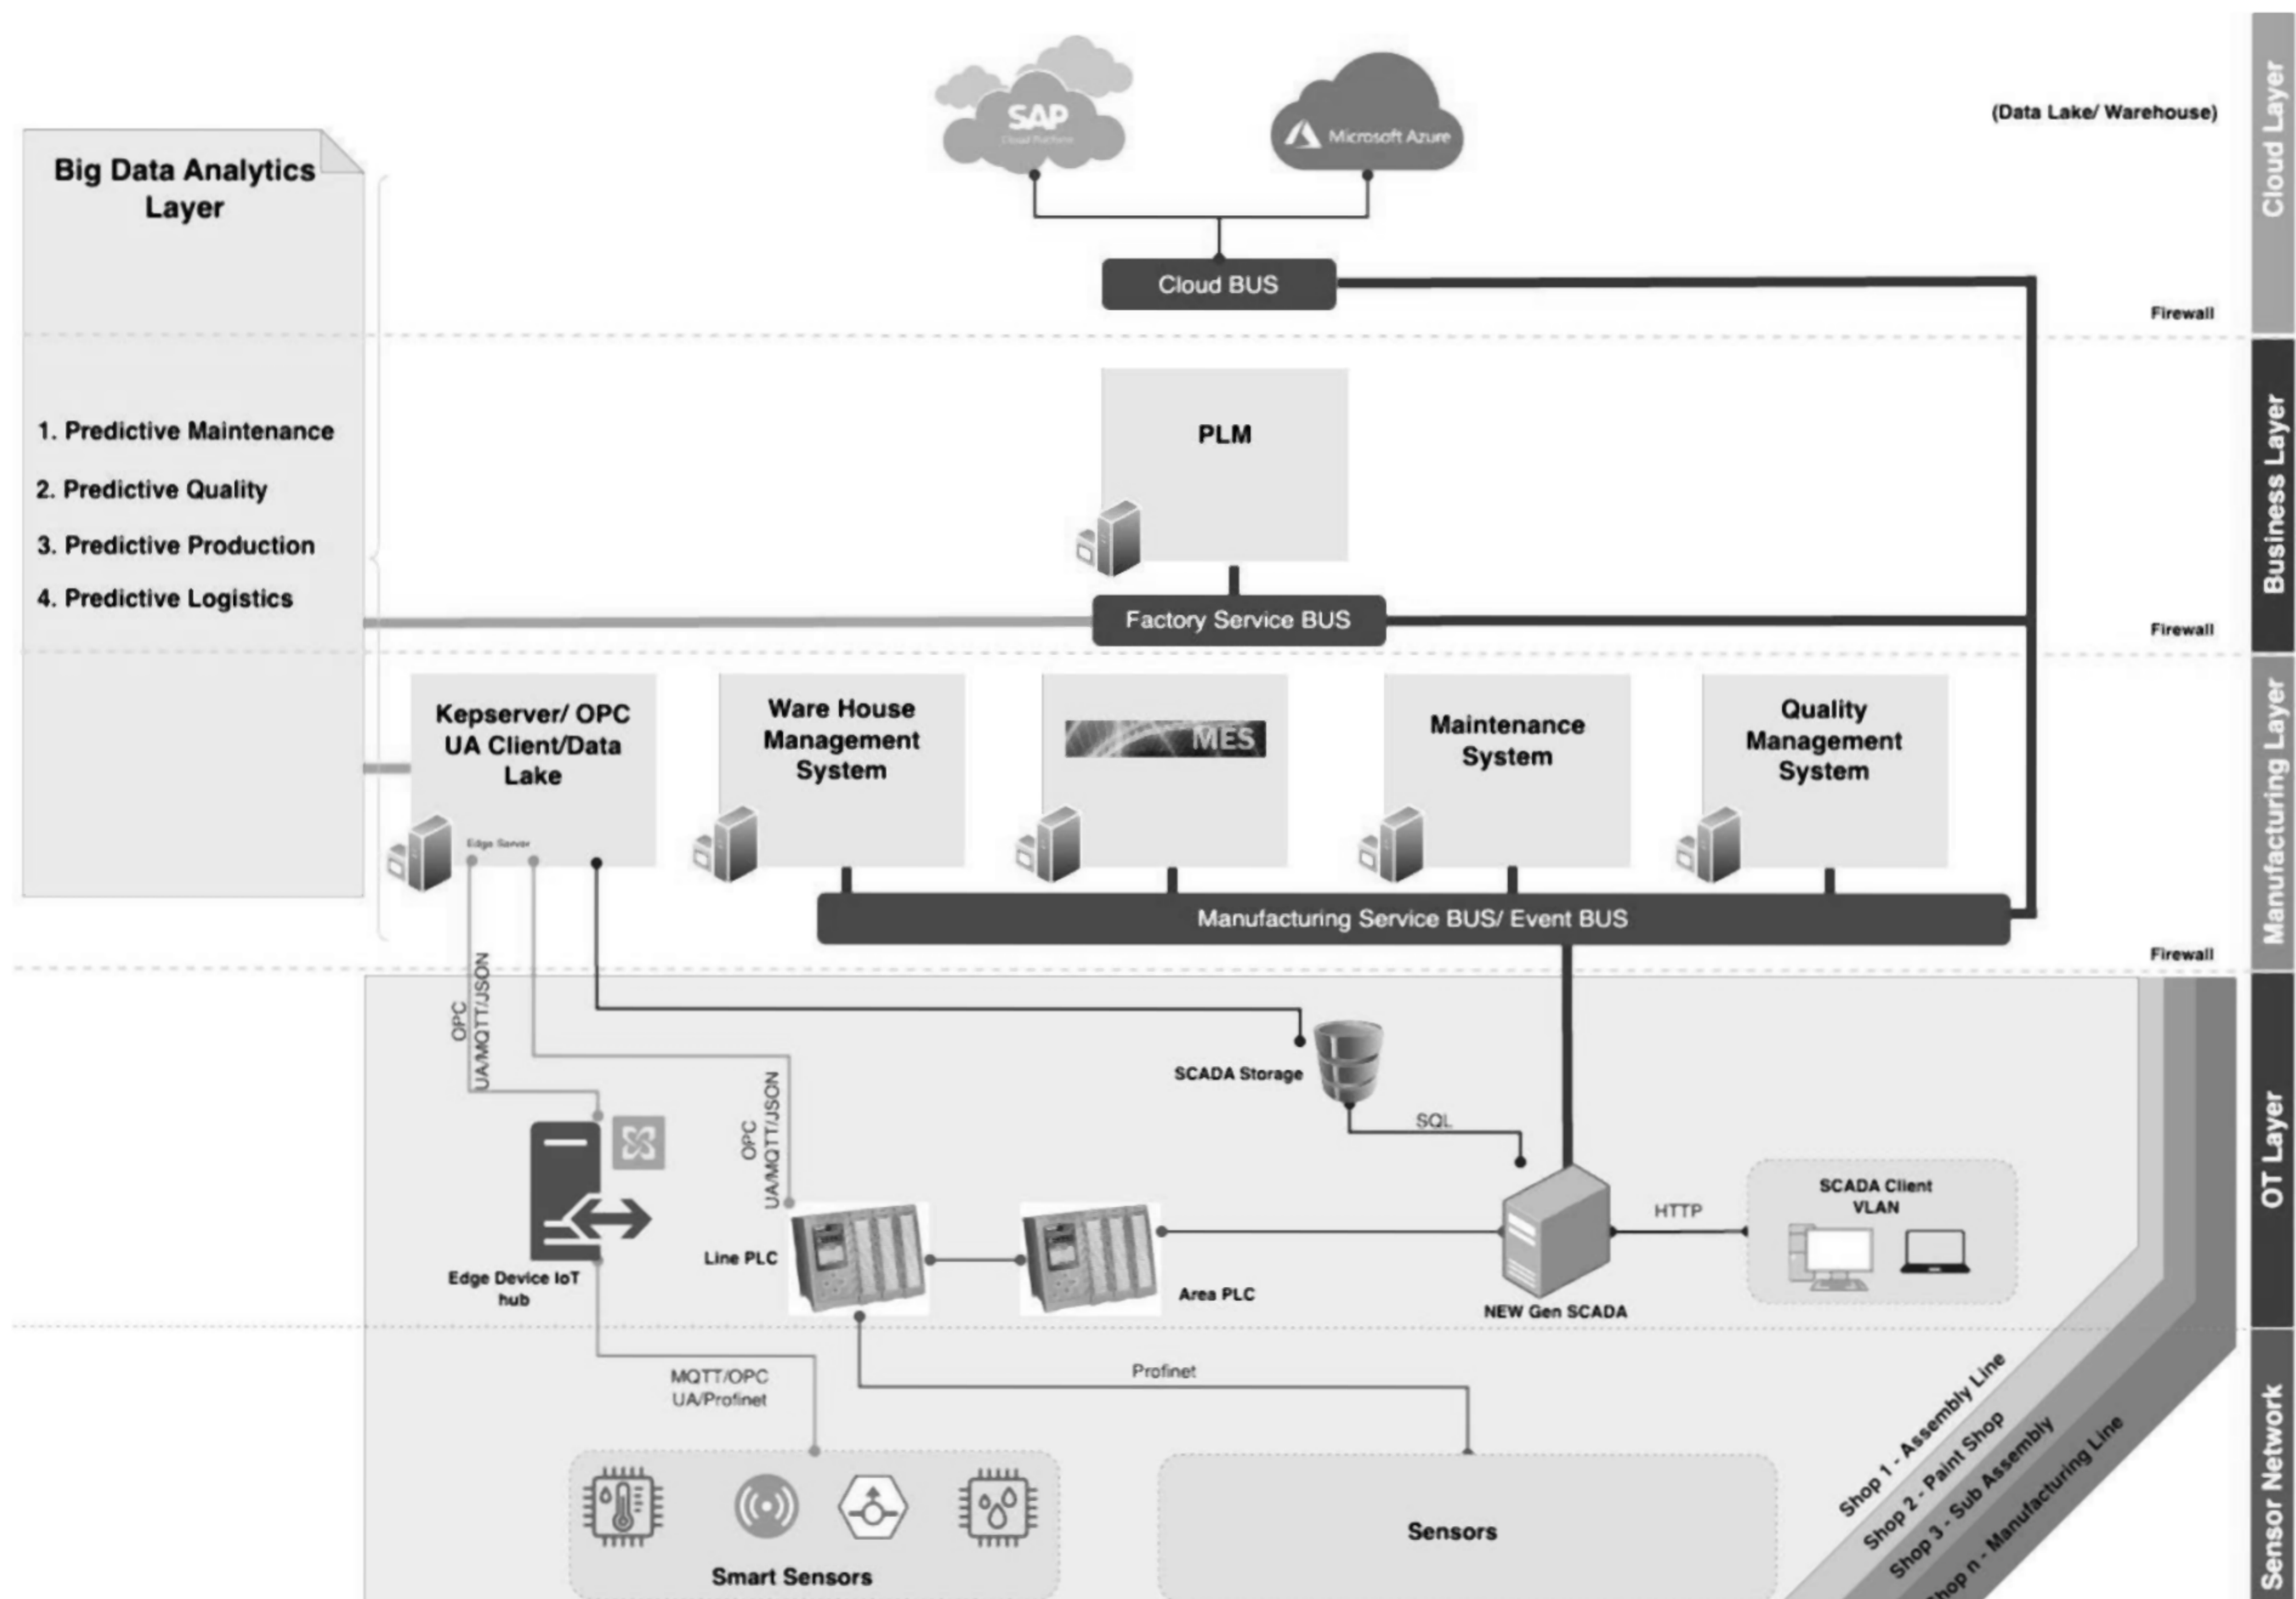 SAP
Cloud Platform
Microsoft Azure
(Data Lake/ Warehouse)
Cloud Layer
Big Data Analytics
Layer
Cloud BUS
Firewall
1. Predictive Maintenance
2. Predictive Quality
3. Predictive Production
4. Predictive Logistics
PLM
Business Layer
Factory Service BUS
Firewall
Kepserver/ OPC
UA Client/Data
Lake
Edge Server
Ware House
Management
System
MES
Maintenance
System
Quality
Management
System
Manufacturing Layer
Manufacturing Service BUS/ Event BUS
Firewall
OPC
UA/MQTT/JSON
OPC
UA/MQTT/JSON
SCADA Storage
SQL
OT Layer
Edge Device IoT
hub
Line PLC
Area PLC
NEW Gen SCADA
HTTP
SCADA Client
VLAN
MQTT/OPC
UA/Profinet
Profinet
Smart Sensors
Sensors
Shop 1 - Assembly Line
Shop 2 - Paint Shop
Shop 3 - Sub Assembly
n - Manufacturing Line
Sensor Network